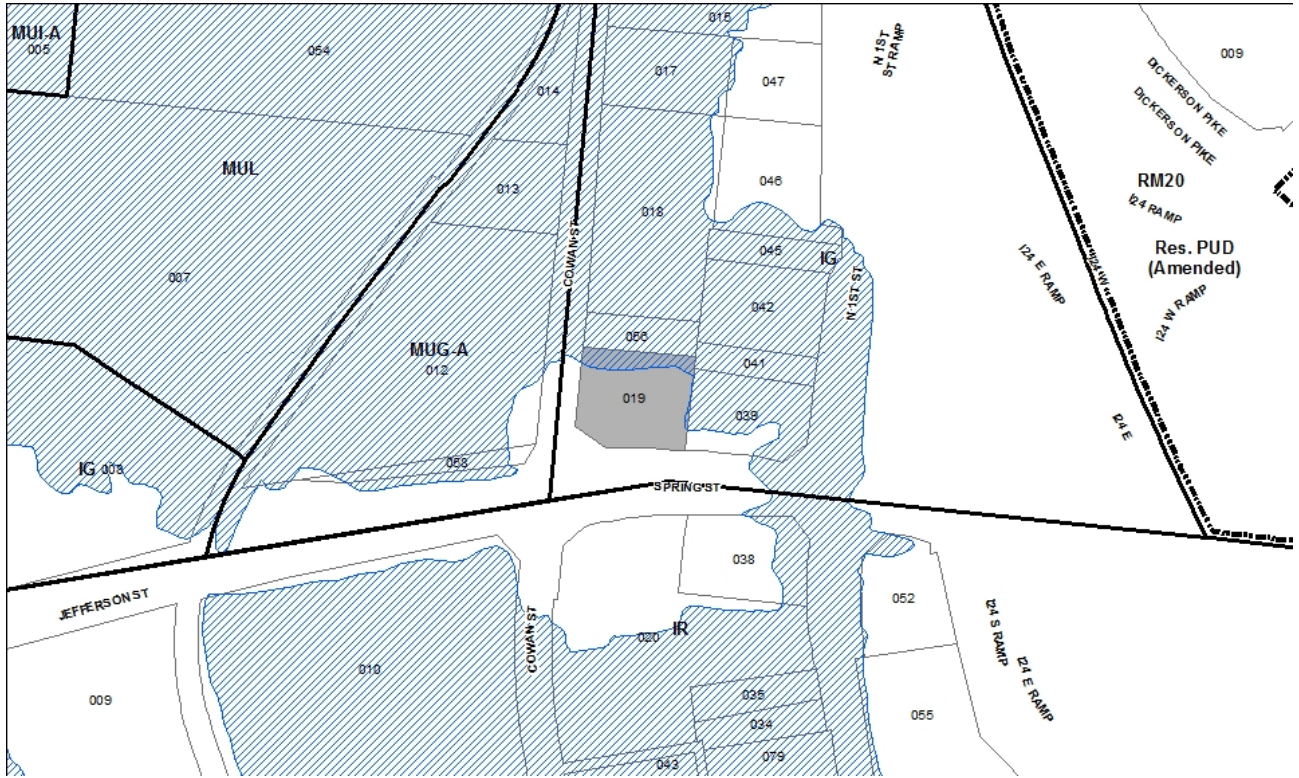 MUI-A
005
054
015
N 1ST
ST RAMP
009
017
047
014
DICKERSON PIKE
DICKERSON PIKE
MUL
046
RM20
I24 RAMP
013
018
COWAN ST
045
IG
Res. PUD
(Amended)
I24 E RAMP
I24 W
007
042
N 1ST ST
I24 W RAMP
056
MUG-A
012
041
019
039
I24 E
058
IG
SPRING ST
038
JEFFERSON ST
052
COWAN ST
020
IR
I24 S RAMP
I24 E RAMP
010
009
035
034
055
043
079